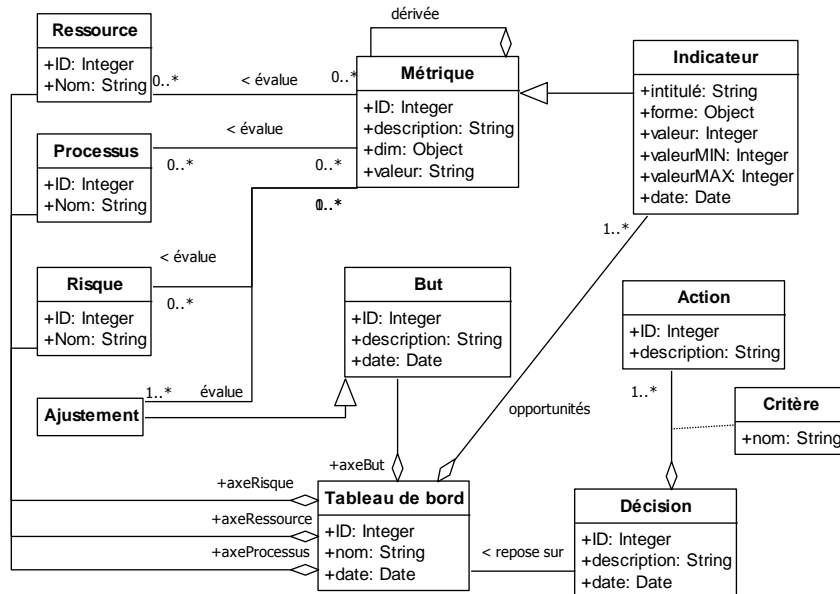 dérivée
Ressource
+ID: Integer
+Nom: String
0..*
< évalue
0..*
Métrique
+ID: Integer
+description: String
+dim: Object
+valeur: String
Indicateur
+intitulé: String
+forme: Object
+valeur: Integer
+valeurMIN: Integer
+valeurMAX: Integer
+date: Date
< évalue
Processus
+ID: Integer
+Nom: String
0..*
0..*
0..*
1..*
1..*
< évalue
Risque
+ID: Integer
+Nom: String
0..*
But
+ID: Integer
+description: String
+date: Date
Action
+ID: Integer
+description: String
1..*
évalue
Ajustement
1..*
opportunités
Critère
+nom: String
+axeBut
+axeRisque
+axeRessource
+axeProcessus
Tableau de bord
+ID: Integer
+nom: String
+date: Date
< repose sur
Décision
+ID: Integer
+description: String
+date: Date